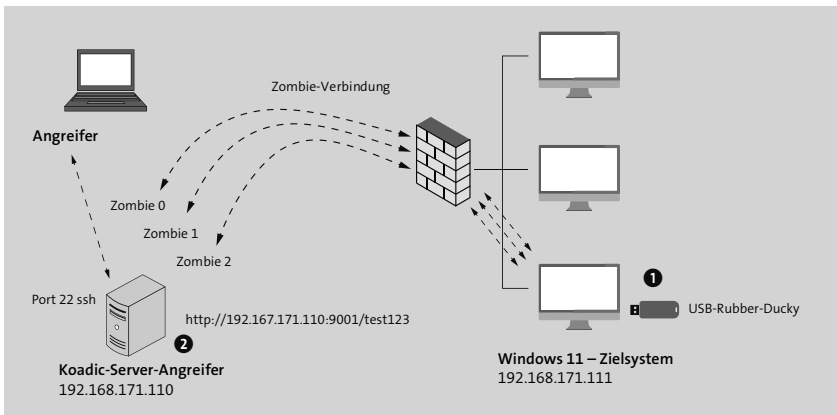 Zombie-Verbindung
Angreifer
Zombie 0
Zombie 1
Zombie 2
Port 22 ssh
http://192.167.171.110:9001/test123
2
Koadic-Server-Angreifer
192.168.171.110
1
USB-Rubber-Ducky
Windows 11 – Zielsystem
192.168.171.111